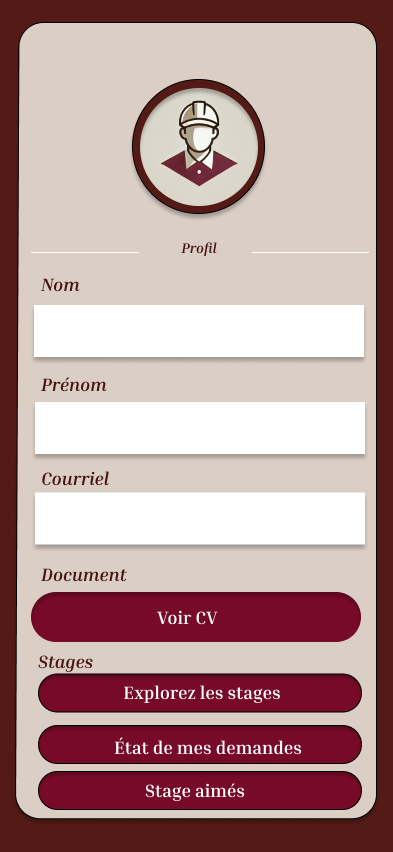 Profil
Nom
Prénom
Courriel
Document
Voir CV
Stages
Explorez les stages
État de mes demandes
Stage aimés